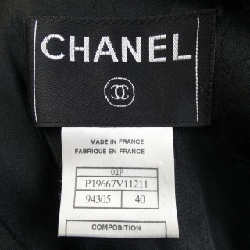 CHANEL
MADE IN FRANCE
FABRIQUE EN FRANCE
02P
P19667V11211
94305 40
COMPOSITION